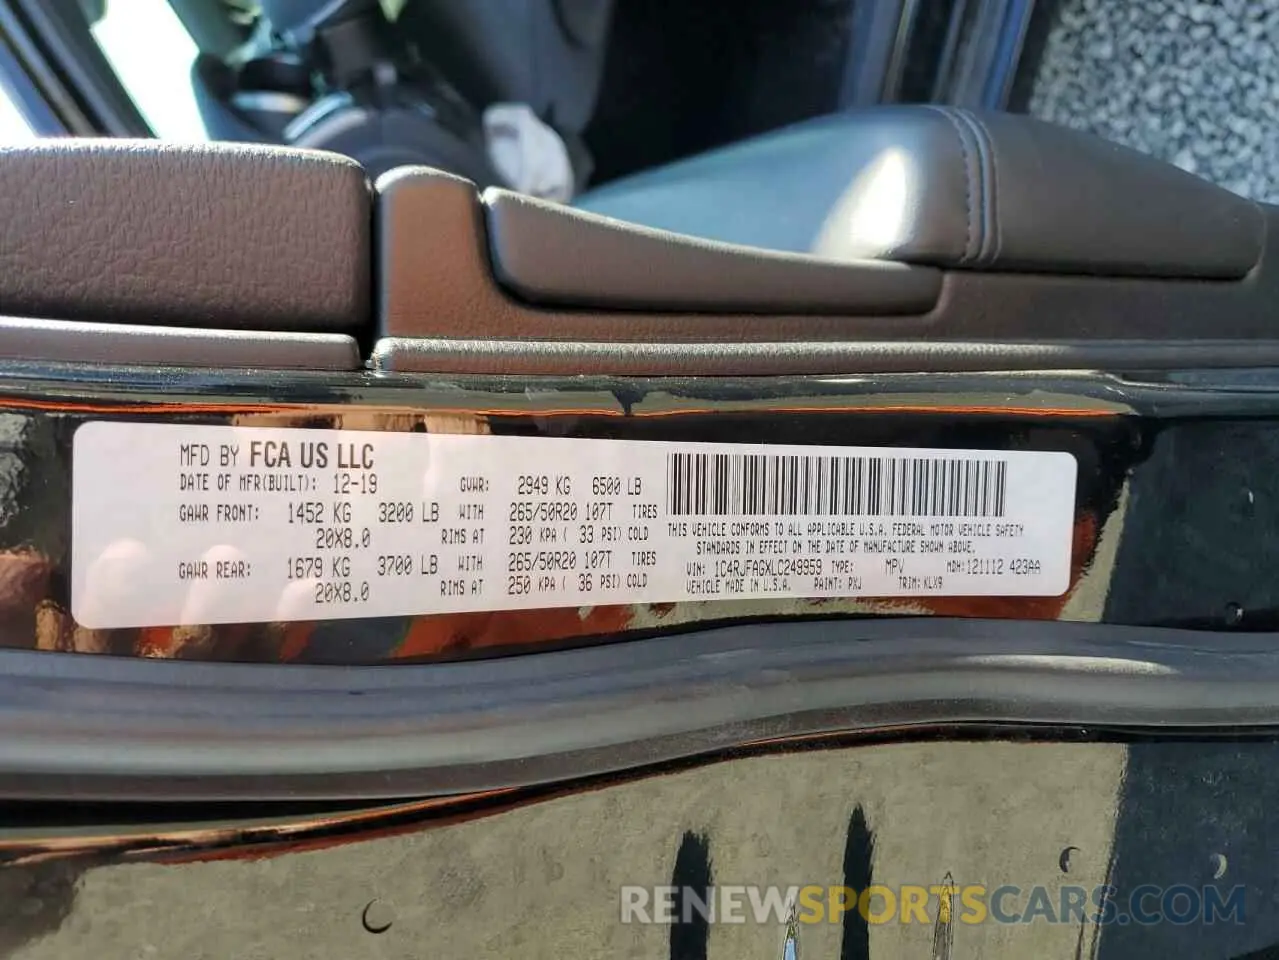 MFD BY FCA US LLC
DATE OF MFR(BUILT): 12-19 GVWR: 2949 KG 6500 LB
GAWR FRONT: 1452 KG 3200 LB WITH 265/50R20 107T TIRES
20X8.0 RIMS AT 230 KPA ( 33 PSI) COLD
GAWR REAR: 1679 KG 3700 LB WITH 265/50R20 107T TIRES
20X8.0 RIMS AT 250 KPA ( 36 PSI) COLD
THIS VEHICLE CONFORMS TO ALL APPLICABLE U.S.A. FEDERAL MOTOR VEHICLE SAFETY
STANDARDS IN EFFECT ON THE DATE OF MANUFACTURE SHOWN ABOVE.
VIN: 1C4RJFAGXLC249959 TYPE: MPV MDH: 121112 423AA
VEHICLE MADE IN U.S.A. PAINT: PXJ TRIM: KLX9
RENEWSPORTSCARS.COM